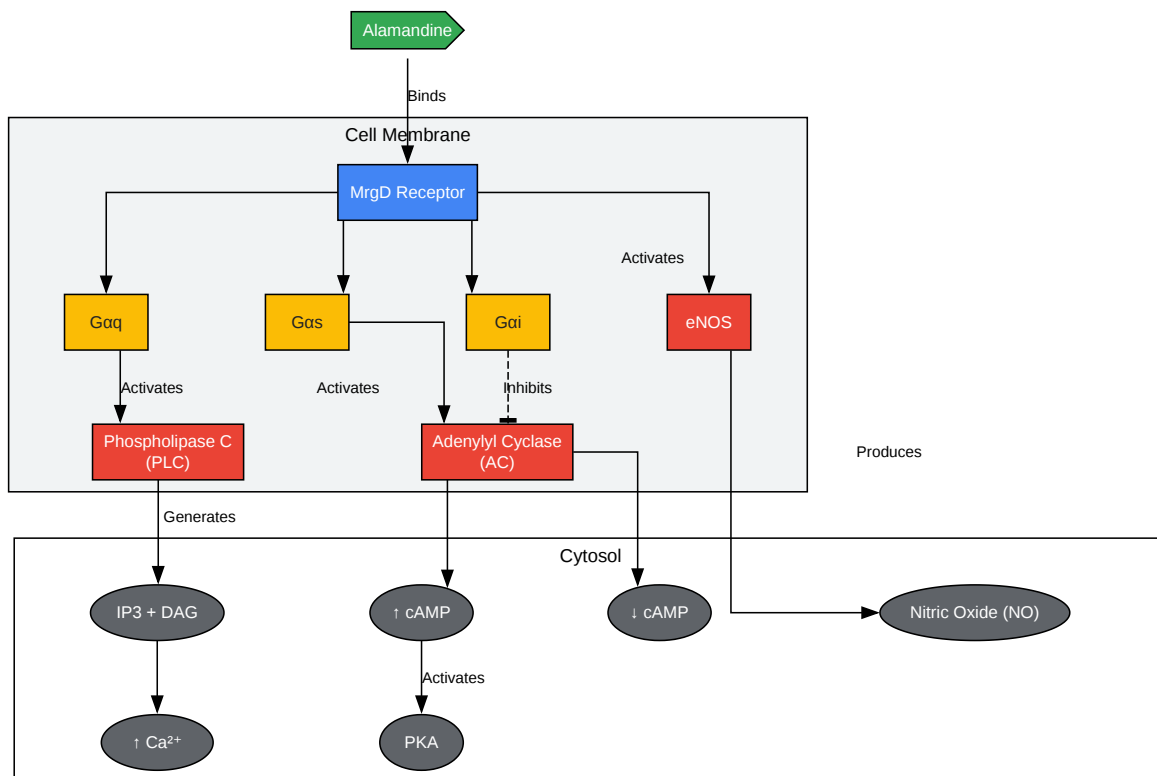 Alamandine
Binds
Cell Membrane
MrgD Receptor
Activates
Gαq
Gαs
Gαi
eNOS
Activates
Activates
Inhibits
Phospholipase C
(PLC)
Adenylyl Cyclase
(AC)
Produces
Generates
Cytosol
IP3 + DAG
↑ cAMP
↓ cAMP
Nitric Oxide (NO)
Activates
↑ Ca²⁺
PKA